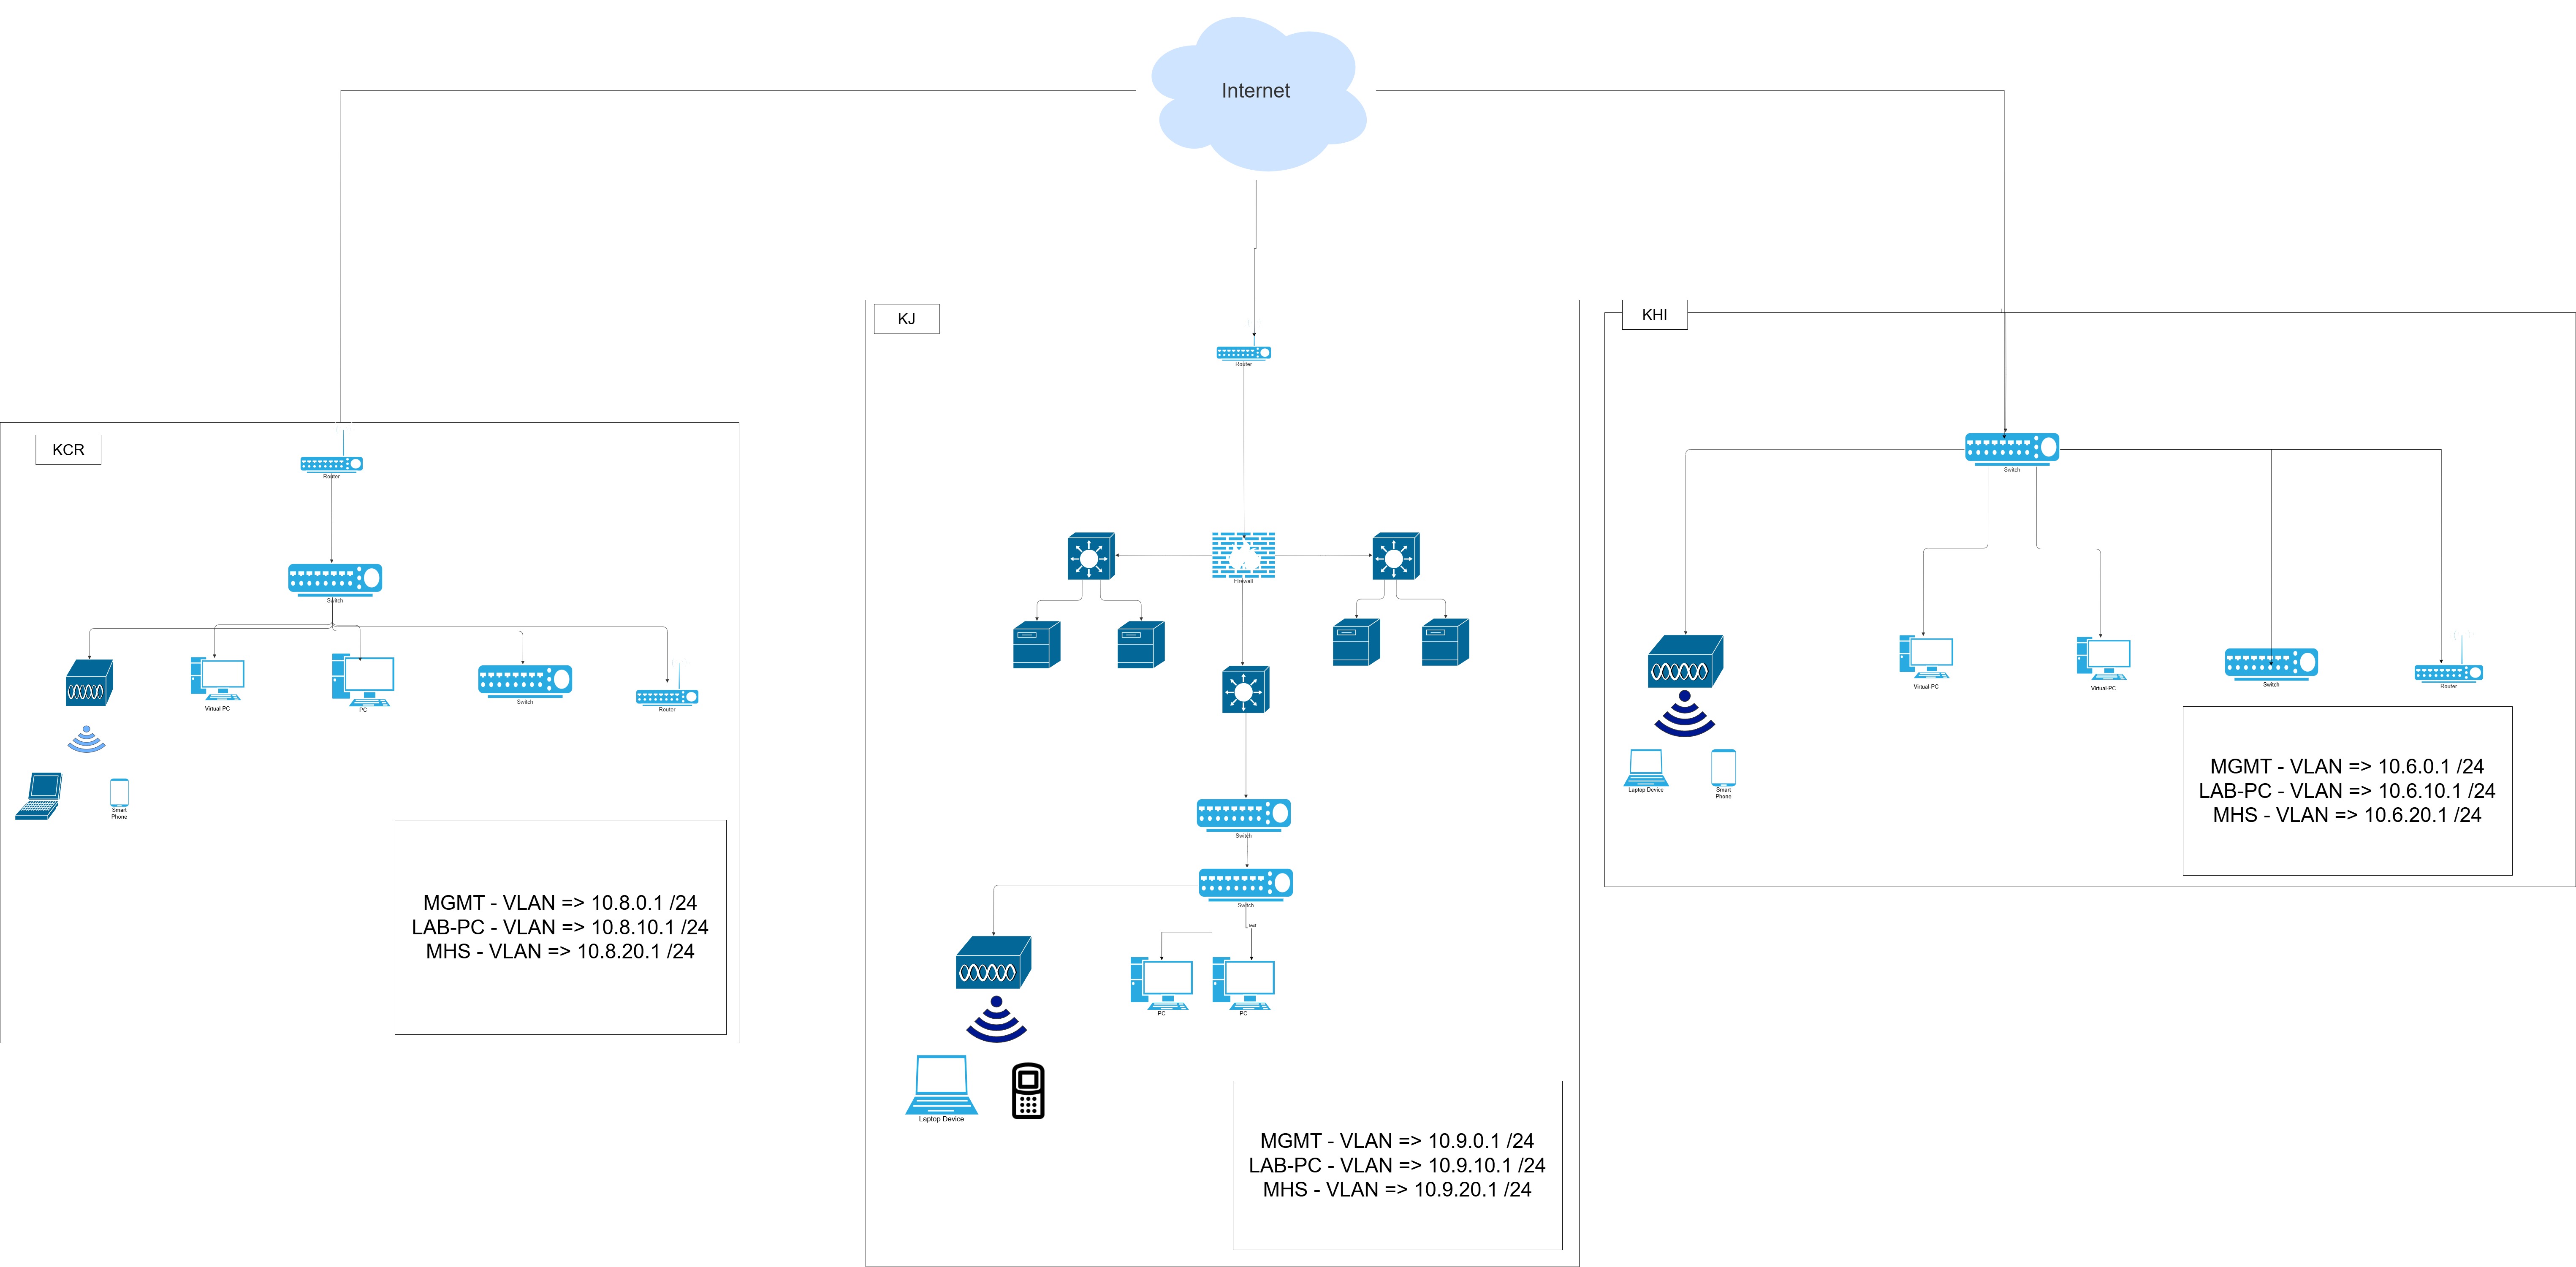 Internet
KCR
Router
Switch
Virtual-PC
PC
Switch
Router
Smart
Phone
MGMT - VLAN => 10.8.0.1 /24
LAB-PC - VLAN => 10.8.10.1 /24
MHS - VLAN => 10.8.20.1 /24
KJ
Router
Firewall
Switch
Switch
Text
PC
PC
Laptop Device
MGMT - VLAN => 10.9.0.1 /24
LAB-PC - VLAN => 10.9.10.1 /24
MHS - VLAN => 10.9.20.1 /24
KHI
Switch
Virtual-PC
Virtual-PC
Switch
Router
Laptop Device
Smart
Phone
MGMT - VLAN => 10.6.0.1 /24
LAB-PC - VLAN => 10.6.10.1 /24
MHS - VLAN => 10.6.20.1 /24